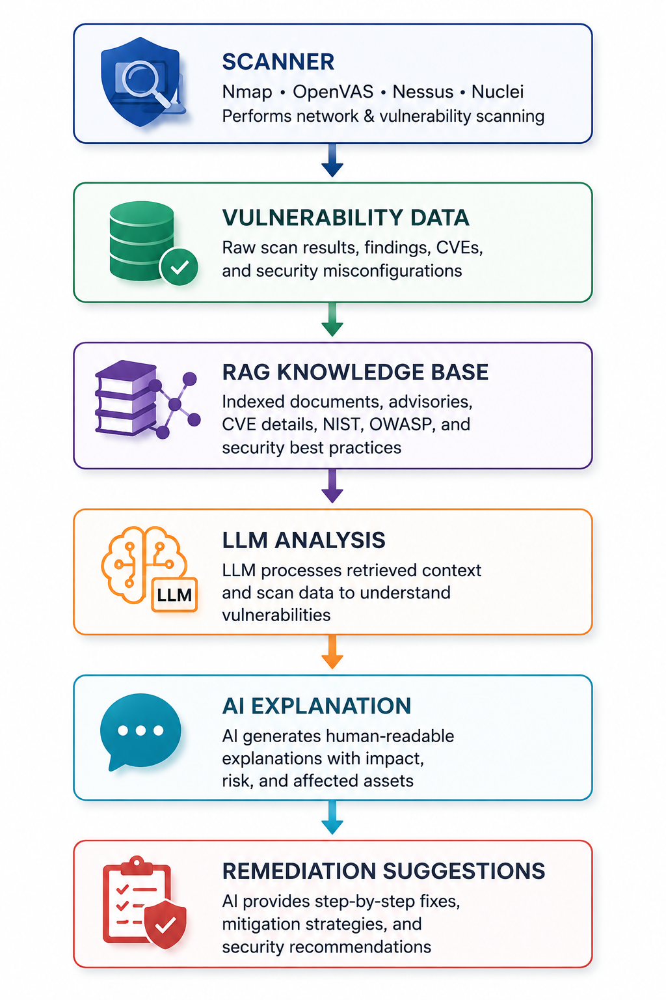 SCANNER
Nmap • OpenVAS • Nessus • Nuclei
Performs network & vulnerability scanning
VULNERABILITY DATA
Raw scan results, findings, CVEs,
and security misconfigurations
RAG KNOWLEDGE BASE
Indexed documents, advisories,
CVE details, NIST, OWASP, and
security best practices
LLM ANALYSIS
LLM processes retrieved context
and scan data to understand
vulnerabilities
LLM
AI EXPLANATION
AI generates human-readable
explanations with impact,
risk, and affected assets
REMEDIATION SUGGESTIONS
AI provides step-by-step fixes,
mitigation strategies, and
security recommendations